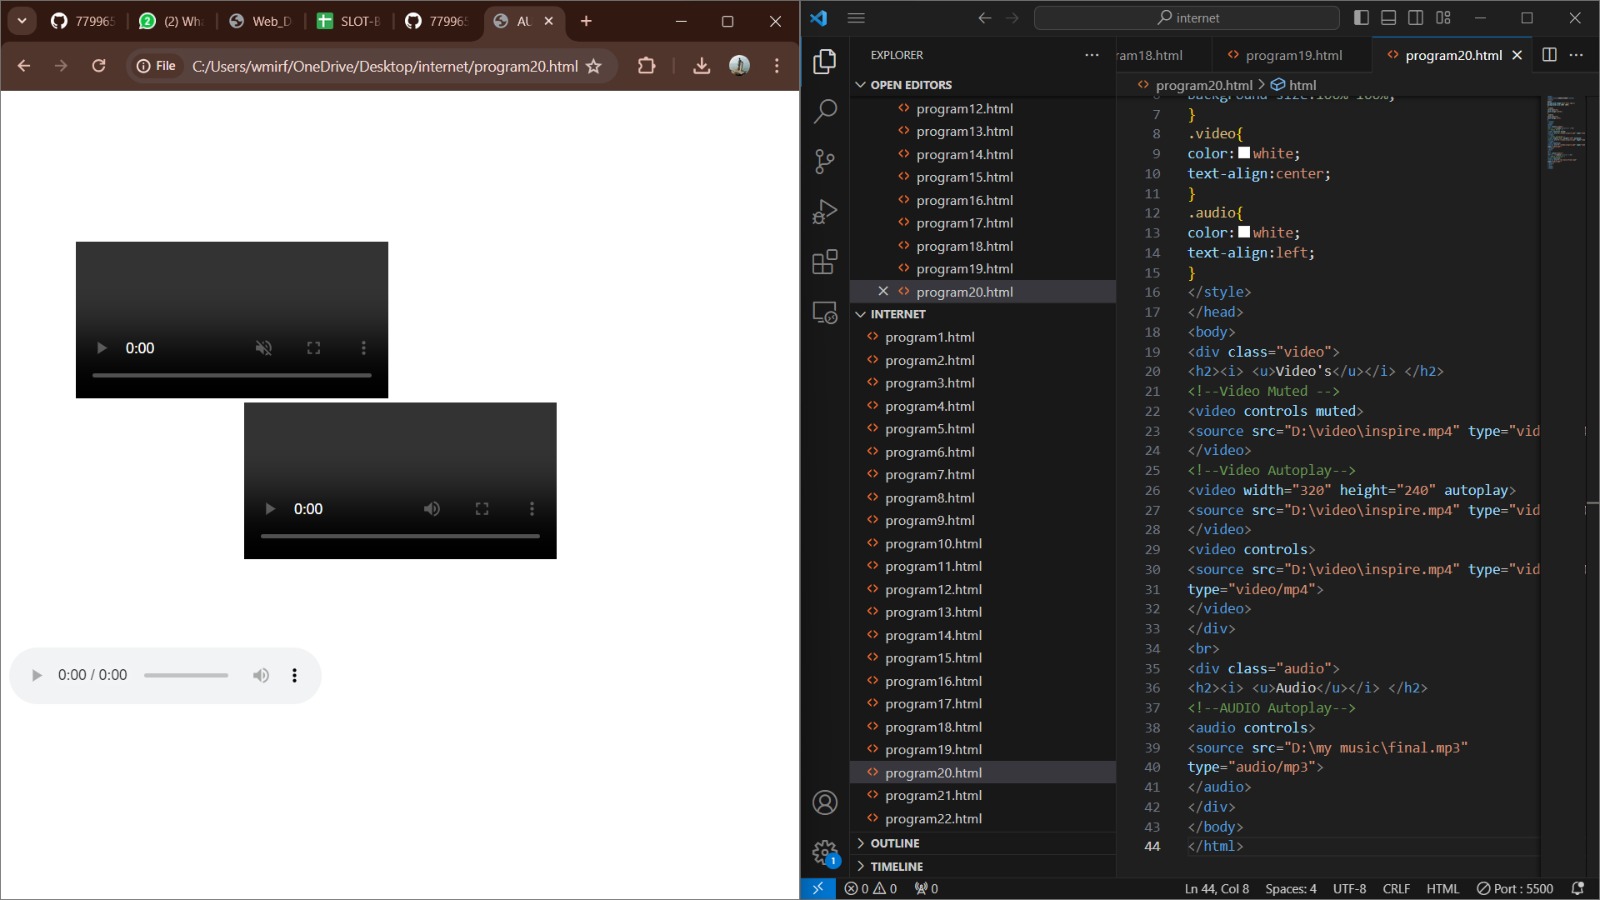 77996
(2) Wha
Web_D
SLOT-B
77996
AU
File
C:/Users/wmirf/OneDrive/Desktop/internet/program20.html
0:00
0:00
0:00 / 0:00
internet
EXPLORER
OPEN EDITORS
program12.html
program13.html
program14.html
program15.html
program16.html
program17.html
program18.html
program19.html
program20.html
INTERNET
program1.html
program2.html
program3.html
program4.html
program5.html
program6.html
program7.html
program8.html
program9.html
program10.html
program11.html
program12.html
program13.html
program14.html
program15.html
program16.html
program17.html
program18.html
program19.html
program20.html
program21.html
program22.html
OUTLINE
TIMELINE
ram18.html
program19.html
program20.html
program20.html > html
6 background-size:100% 100%;
7 }
8 .video{
9 color:white;
10 text-align:center;
11 }
12 .audio{
13 color:white;
14 text-align:left;
15 }
16 </style>
17 </head>
18 <body>
19 <div class="video">
20 <h2><i> <u>Video's</u></i> </h2>
21 <!--Video Muted -->
22 <video controls muted>
23 <source src="D:\video\inspire.mp4" type="vid
24 </video>
25 <!--Video Autoplay-->
26 <video width="320" height="240" autoplay>
27 <source src="D:\video\inspire.mp4" type="vid
28 </video>
29 <video controls>
30 <source src="D:\video\inspire.mp4" type="vid
31 type="video/mp4">
32 </video>
33 </div>
34 <br>
35 <div class="audio">
36 <h2><i> <u>Audio</u></i> </h2>
37 <!--AUDIO Autoplay-->
38 <audio controls>
39 <source src="D:\my music\final.mp3"
40 type="audio/mp3">
41 </audio>
42 </div>
43 </body>
44 </html>
1
0 0 0
Ln 44, Col 8 Spaces: 4 UTF-8 CRLF HTML Port : 5500